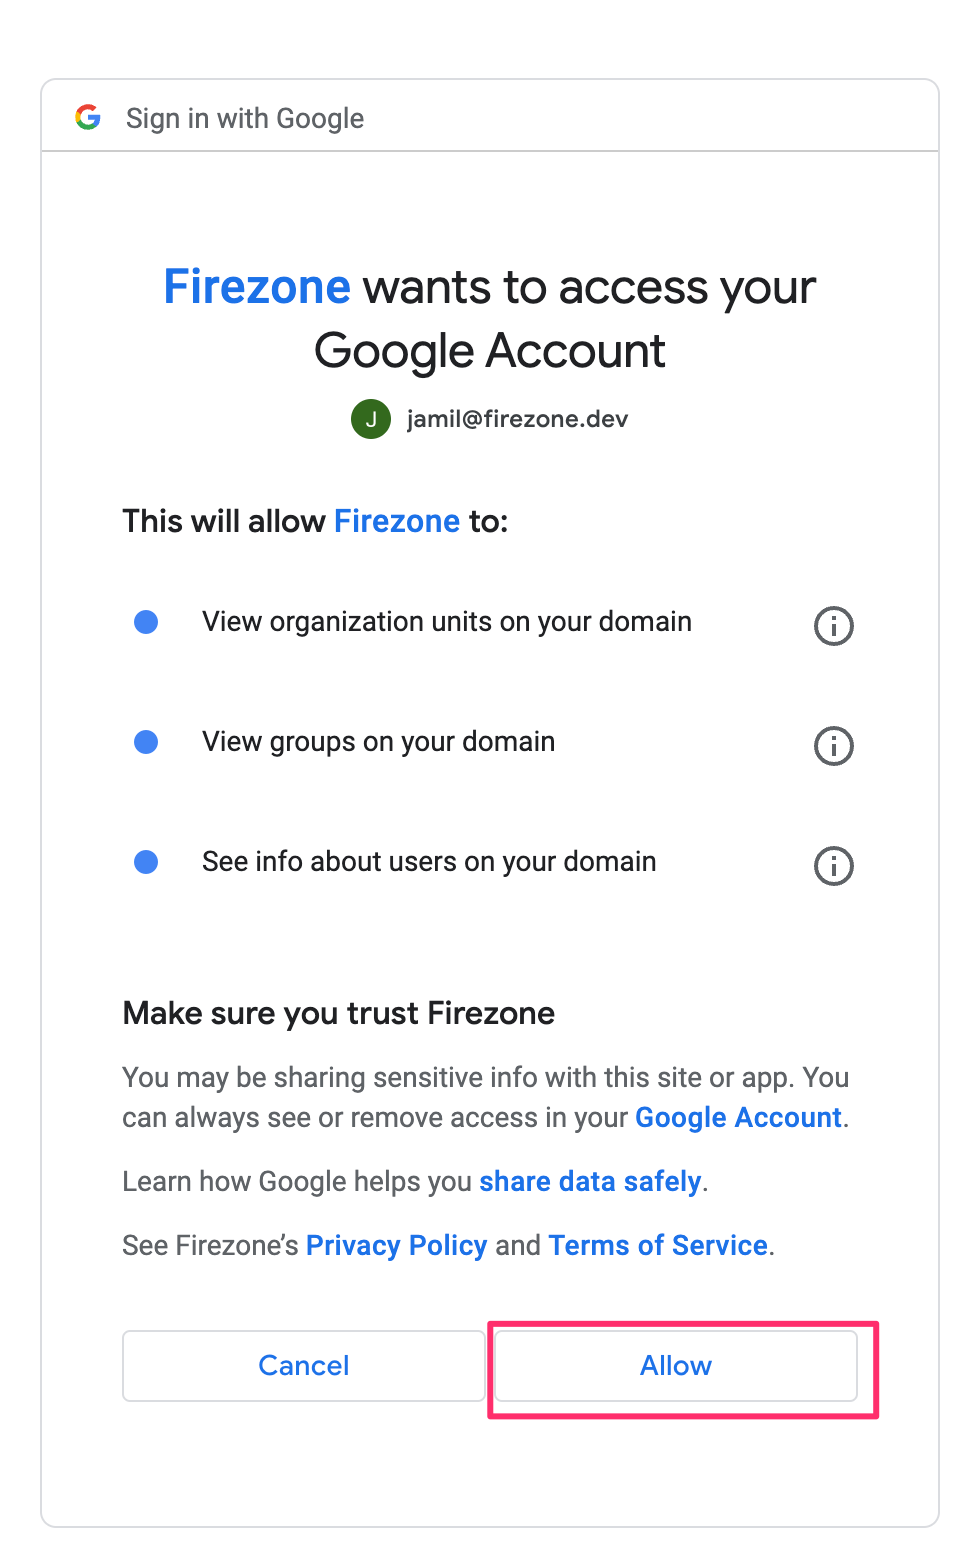 Sign in with Google
Firezone wants to access your
Google Account
J jamil@firezone.dev
This will allow Firezone to:
View organization units on your domain
View groups on your domain
See info about users on your domain
Make sure you trust Firezone
You may be sharing sensitive info with this site or app. You
can always see or remove access in your Google Account.
Learn how Google helps you share data safely.
See Firezone’s Privacy Policy and Terms of Service.
Cancel Allow